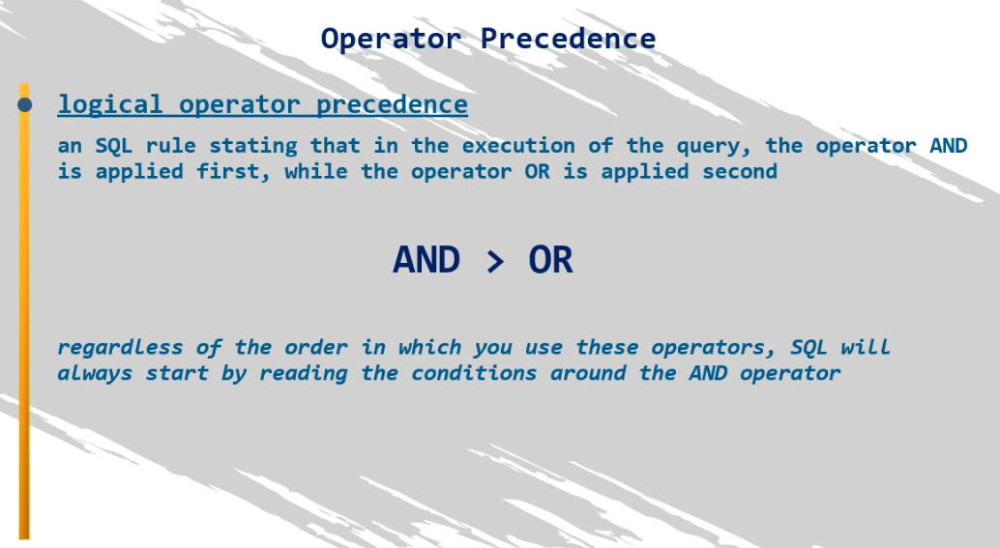 Operator Precedence
logical operator precedence
an SQL rule stating that in the execution of the query, the operator AND
is applied first, while the operator OR is applied second
AND > OR
regardless of the order in which you use these operators, SQL will
always start by reading the conditions around the AND operator